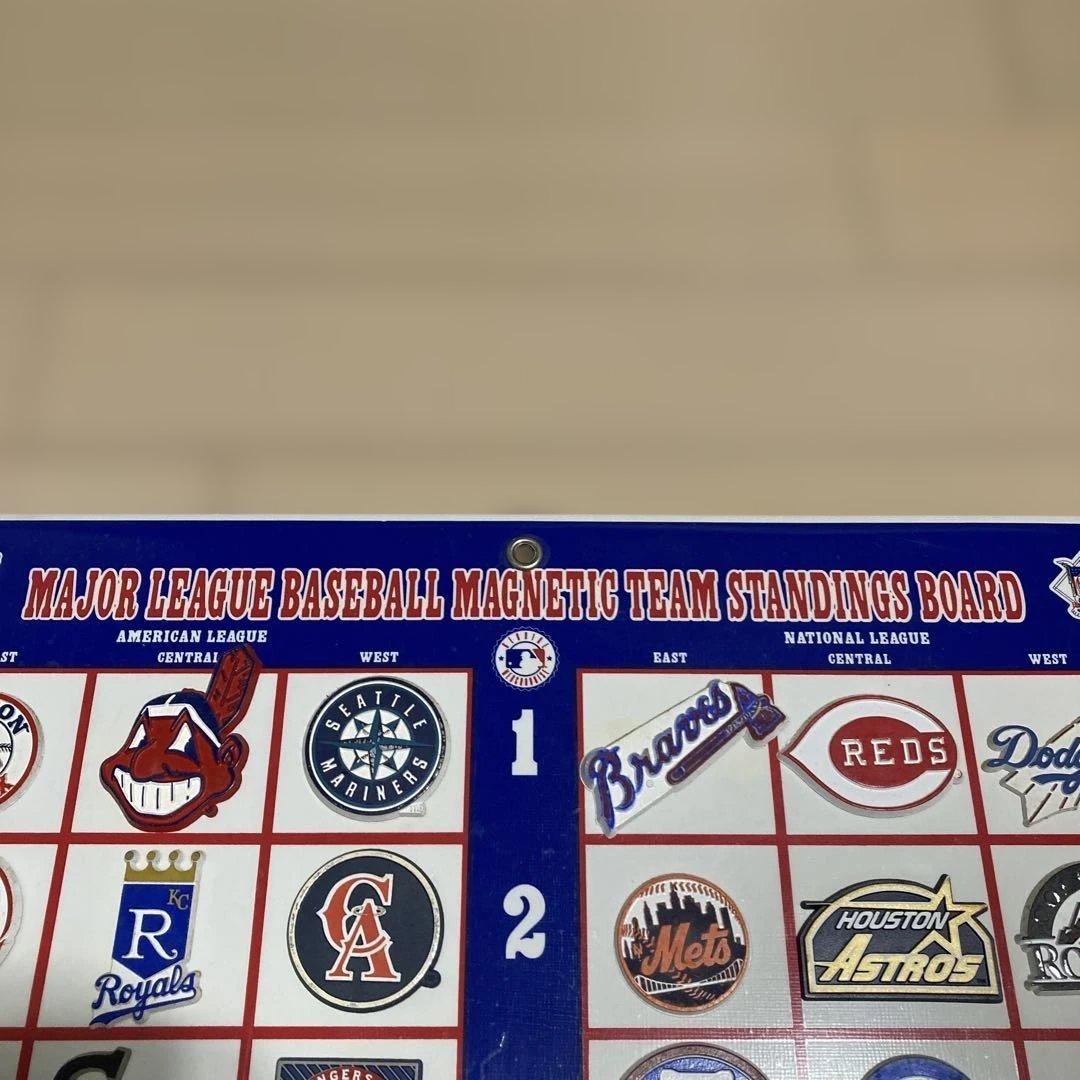 MAJOR LEAGUE BASEBALL MAGNETIC TEAM STANDINGS BOARD
AMERICAN LEAGUE
NATIONAL LEAGUE
CENTRAL
WEST
EAST
CENTRAL
WEST
SEATTLE
MARINERS
1
Braves
REDS
KC
R
Royals
CA
2
Mets
HOUSTON
ASTROS